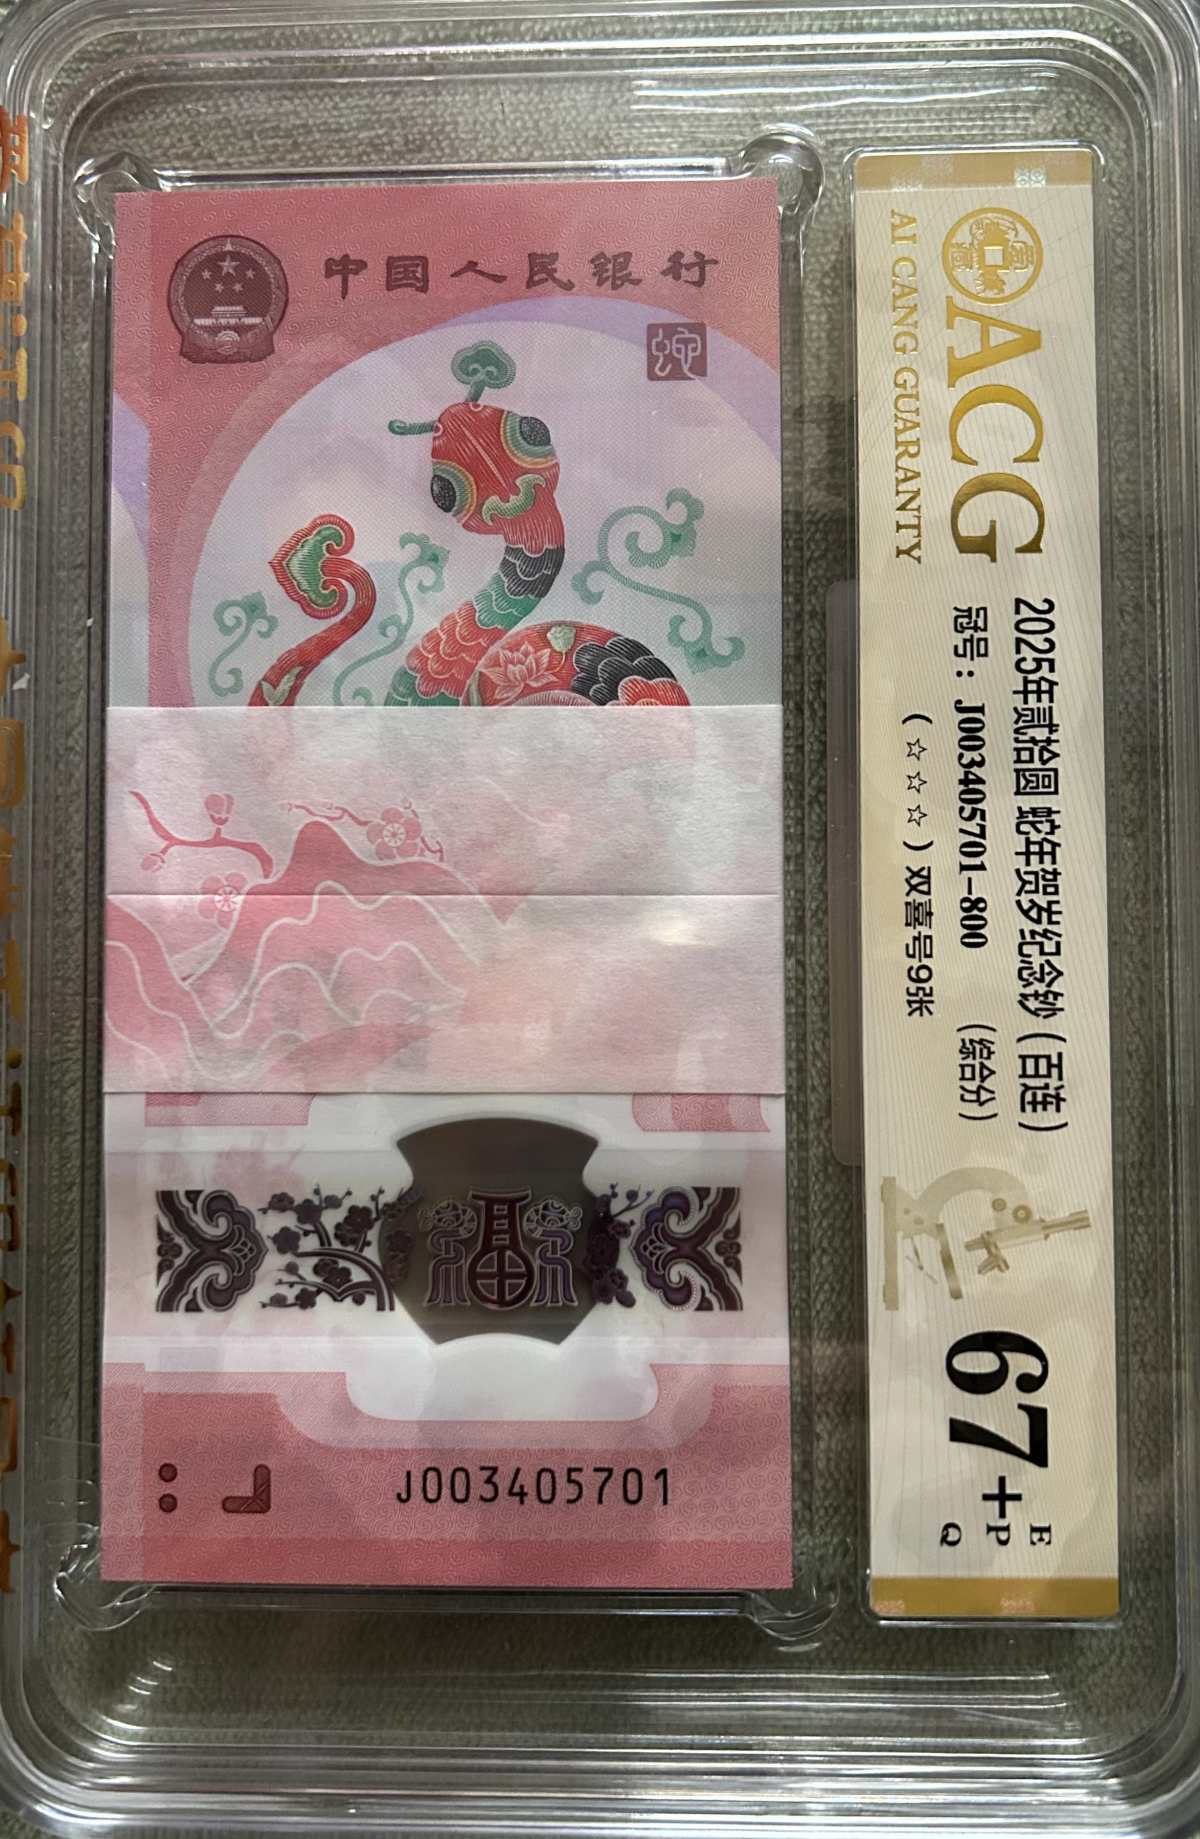 中国人民银行
蛇
J003405701
ACG
AI CANG GUARANTY
2025年贰拾圆 蛇年贺岁纪念钞（百连）
冠号：J003405701-800 （综合分）
（☆☆☆）双喜号9张
67+
E
P
Q